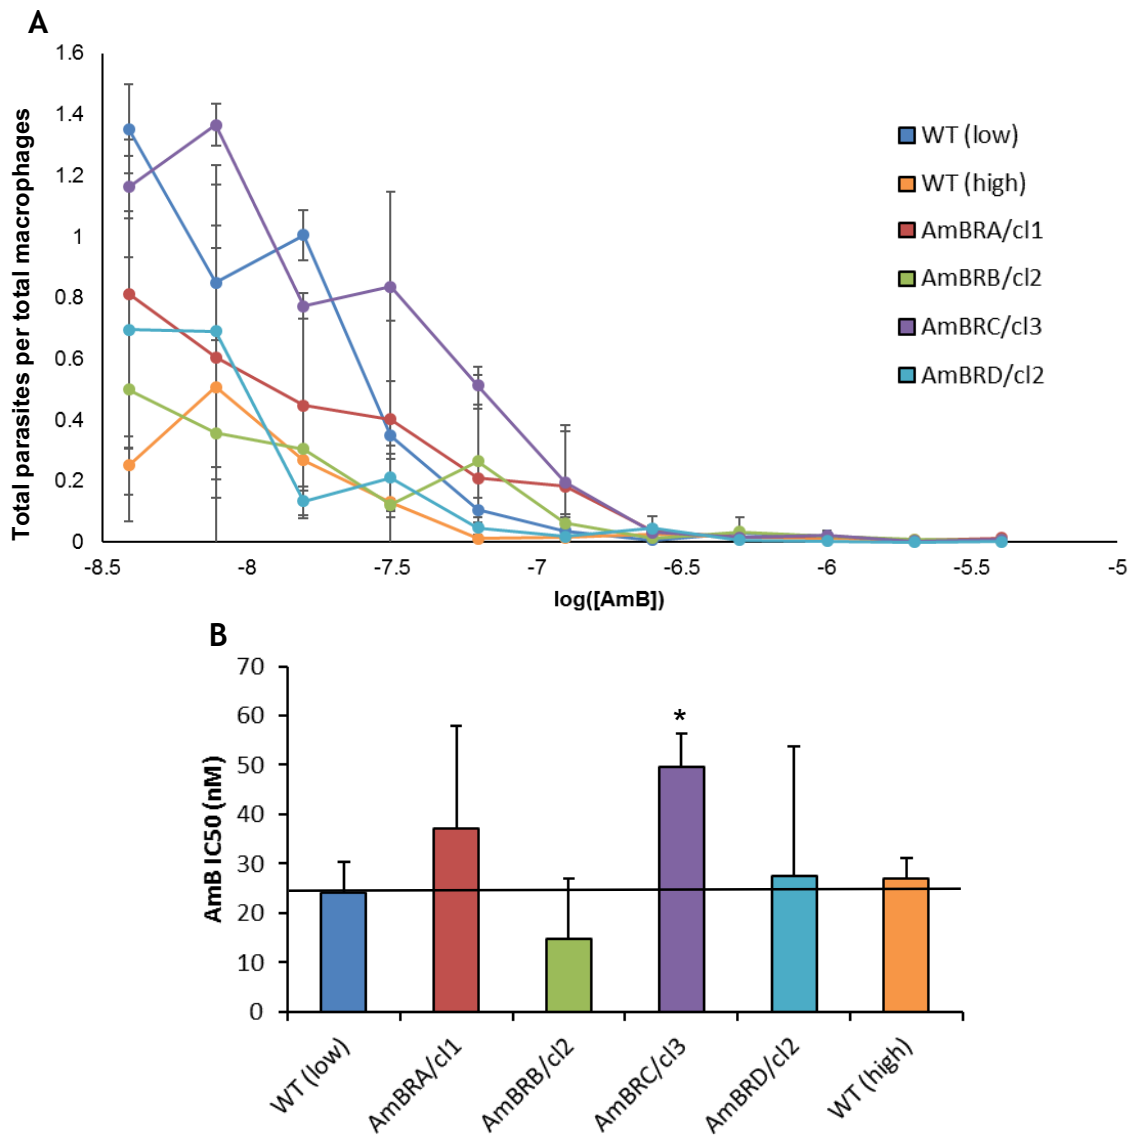 A
Total parasites per total macrophages
1.6
1.4
1.2
1
0.8
0.6
0.4
0.2
0
-8.5 -8 -7.5 -7 -6.5 -6 -5.5 -5
log([AmB])
WT (low)
WT (high)
AmBRA/cl1
AmBRB/cl2
AmBRC/cl3
AmBRD/cl2
B
AmB IC50 (nM)
70
60
50
40
30
20
10
0
*
WT (low)
AmBRA/cl1
AmBRB/cl2
AmBRC/cl3
AmBRD/cl2
WT (high)